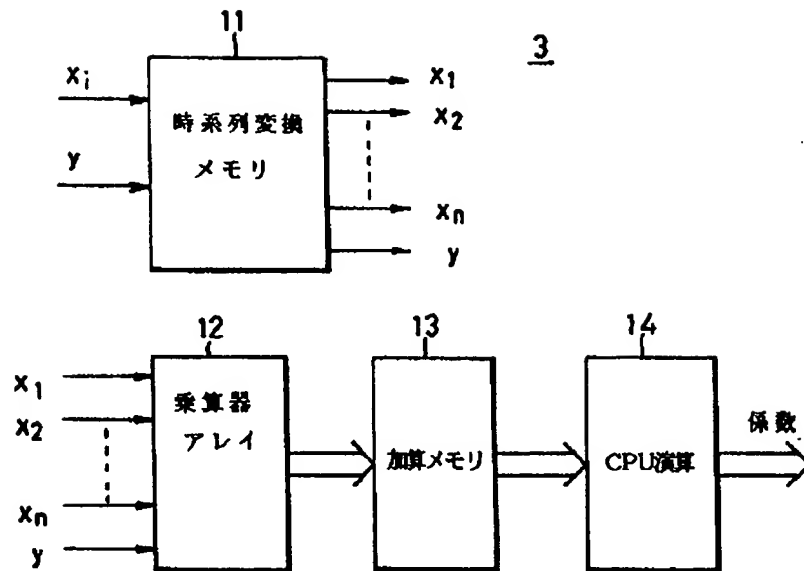 11
3
xi
y
時系列変換
メモリ
x1
x2
xn
y
12
13
14
x1
x2
xn
y
乗算器
アレイ
加算メモリ
CPU演算
係数